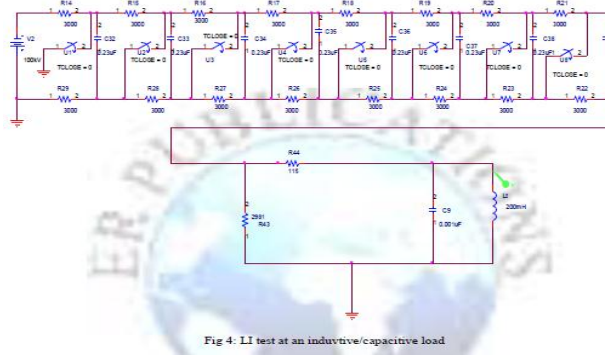 R14 R15 R16 R17 R18 R19 R20 R21
3000 3000 3000 3000 3000 3000 3000 3000
V2
100kV
C32 C33 C34 C35 C36 C37 C38
0.23uF 0.23uF 0.23uF 0.23uF 0.23uF 0.23uF 0.23uF
U1 U2 U3 U4 U5 U6 U7 U8
TCLOSE = 0 TCLOSE = 0 TCLOSE = 0 TCLOSE = 0 TCLOSE = 0 TCLOSE = 0 TCLOSE = 0 TCLOSE = 0
R29 R28 R27 R26 R25 R24 R23 R22
3000 3000 3000 3000 3000 3000 3000 3000
R44
115
2981
R43
C9
0.001uF
200mH
ER PUBLICATIONS
Fig 4: LI test at an induvtive/capacitive load